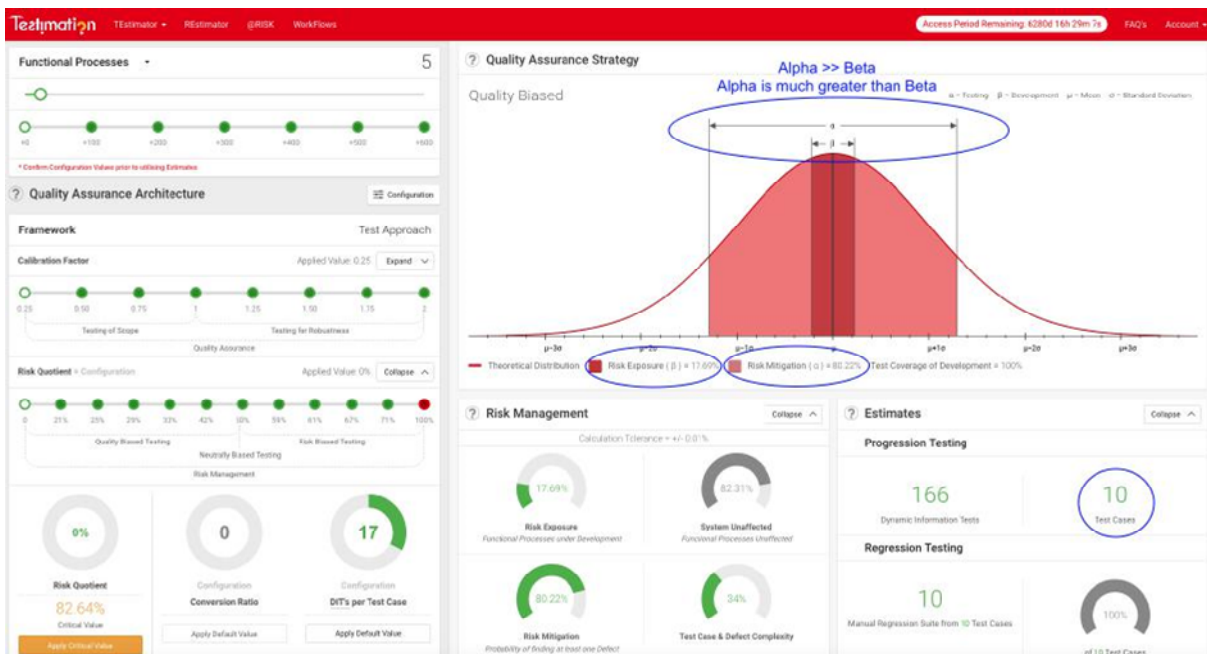 Testimation
TEstimator
REstimator
@RISK
WorkFlows
Access Period Remaining: 6280d 16h 29m 7s
FAQ's
Account
Functional Processes
5
+0 +100 +200 +300 +400 +500 +600
* Confirm Configuration Values prior to utilising Estimates
? Quality Assurance Architecture
Configuration
Framework
Test Approach
Calibration Factor
Applied Value: 0.25
Expand
0.25 0.50 0.75 1 1.25 1.50 1.75 2
Testing of Scope
Testing for Robustness
Quality Assurance
Risk Quotient > Configuration
Applied Value: 0%
Collapse
0 21% 25% 29% 33% 42% 50% 59% 61% 67% 71% 100%
Quality Biased Testing
Risk Biased Testing
Neutrally Biased Testing
Risk Management
0%
Risk Quotient
82.64%
Critical Value
Apply Critical Value
0
Configuration
Conversion Ratio
Apply Default Value
17
Configuration
DIT's per Test Case
Apply Default Value
? Quality Assurance Strategy
Alpha >> Beta
Quality Biased
Alpha is much greater than Beta
α - Testing β - Development μ - Mean σ - Standard Deviation
α
β
μ-3σ μ-2σ μ-1σ μ μ+1σ μ+2σ μ+3σ
Theoretical Distribution
Risk Exposure ( β ) = 17.69%
Risk Mitigation ( α ) = 80.22%
Test Coverage of Development = 100%
? Risk Management
Collapse
Calculation Tolerance = +/- 0.01%
17.69%
Risk Exposure
Functional Processes under Development
82.31%
System Unaffected
Functional Processes Unaffected
80.22%
Risk Mitigation
Probability of finding at least one Defect
34%
Test Case & Defect Complexity
? Estimates
Collapse
Progression Testing
166
Dynamic Information Tests
10
Test Cases
Regression Testing
10
Manual Regression Suite from 10 Test Cases
100%
of 10 Test Cases